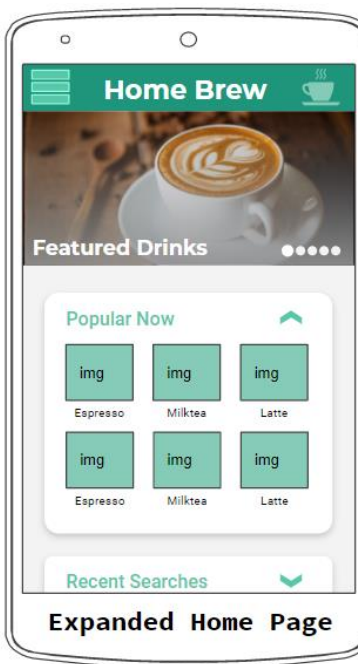 Home Brew
Featured Drinks
Popular Now
img img img
Espresso Milktea Latte
img img img
Espresso Milktea Latte
Recent Searches
Expanded Home Page